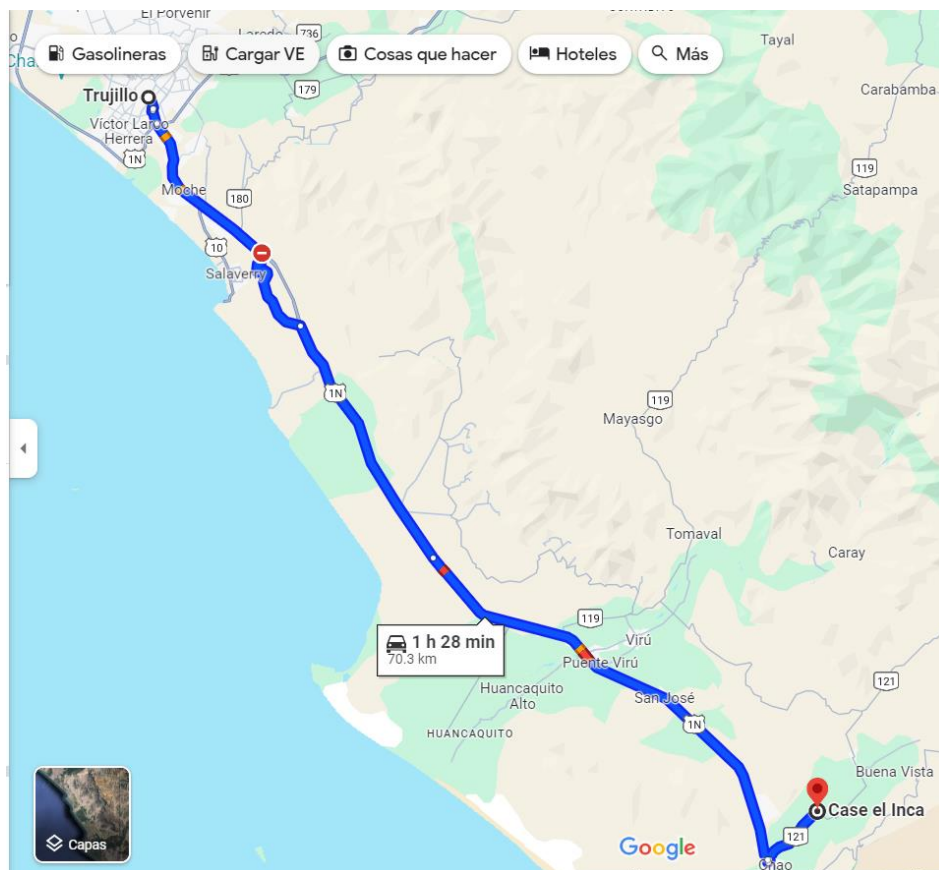 El Porvenir
Laredo
736
Gasolineras
Cargar VE
Cosas que hacer
Hoteles
Más
Tayal
179
Carabamba
Trujillo
Víctor Larco
Herrera
1N
119
Moche
180
Satapampa
10
Salaverry
1N
119
Mayasgo
Tomaval
Caray
1 h 28 min
70.3 km
119
Virú
Puente Virú
Huancaquito
Alto
San José
121
HUANCAQUITO
1N
Buena Vista
Case el Inca
Capas
Google
121
Chao